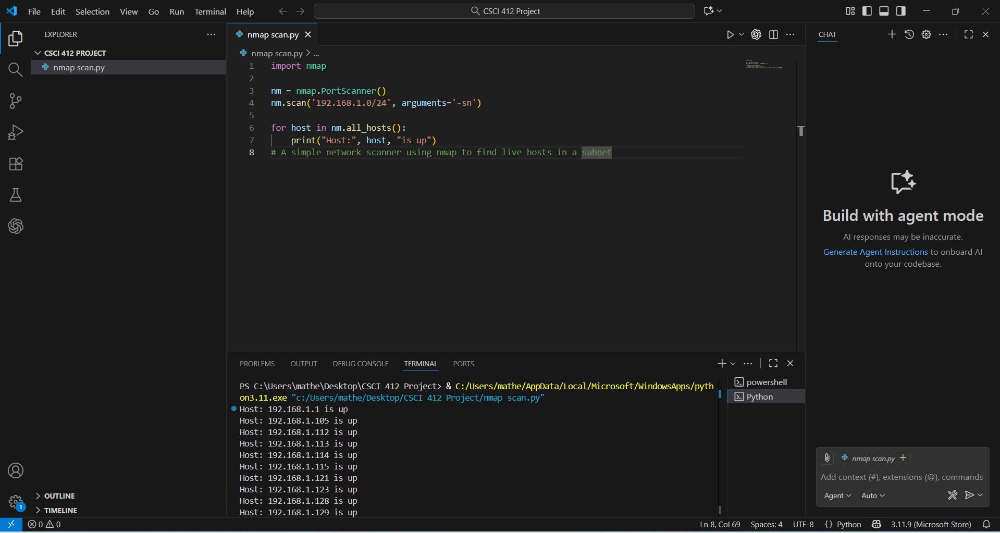 File Edit Selection View Go Run Terminal Help
CSCI 412 Project
EXPLORER
CSCI 412 PROJECT
nmap scan.py
OUTLINE
TIMELINE
1
nmap scan.py
nmap scan.py > ...
1 import nmap
2
3 nm = nmap.PortScanner()
4 nm.scan('192.168.1.0/24', arguments='-sn')
5
6 for host in nm.all_hosts():
7 print("Host:", host, "is up")
8 # A simple network scanner using nmap to find live hosts in a subnet
PROBLEMS OUTPUT DEBUG CONSOLE TERMINAL PORTS
PS C:\Users\mathe\Desktop\CSCI 412 Project> & C:/Users/mathe/AppData/Local/Microsoft/WindowsApps/pyth
on3.11.exe "c:/Users/mathe/Desktop/CSCI 412 Project/nmap scan.py"
Host: 192.168.1.1 is up
Host: 192.168.1.105 is up
Host: 192.168.1.112 is up
Host: 192.168.1.113 is up
Host: 192.168.1.114 is up
Host: 192.168.1.115 is up
Host: 192.168.1.121 is up
Host: 192.168.1.123 is up
Host: 192.168.1.128 is up
Host: 192.168.1.129 is up
powershell
Python
CHAT
Build with agent mode
AI responses may be inaccurate.
Generate Agent Instructions to onboard AI
onto your codebase.
nmap scan.py
Add context (#), extensions (@), commands
Agent Auto
0 0
Ln 8, Col 69 Spaces: 4 UTF-8 {} Python 3.11.9 (Microsoft Store)